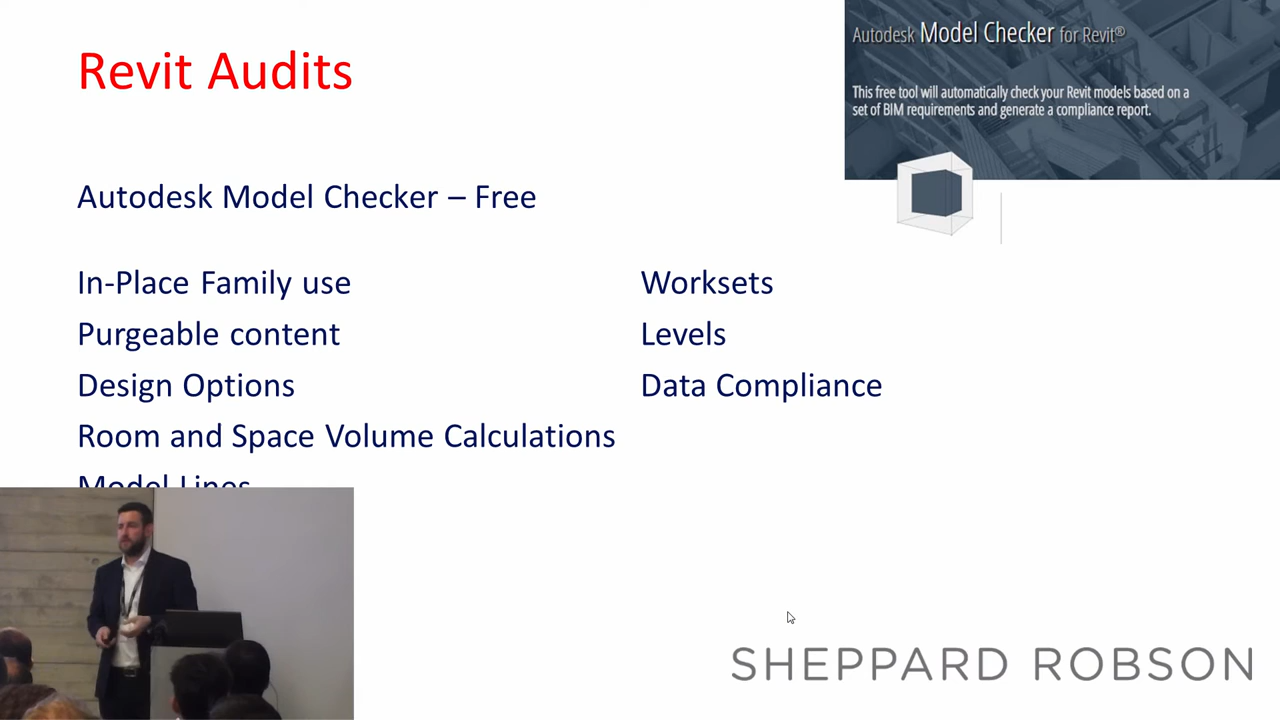 Revit Audits
Autodesk Model Checker for Revit®
This free tool will automatically check your Revit models based on a
set of BIM requirements and generate a compliance report.
Autodesk Model Checker – Free
In-Place Family use
Purgeable content
Design Options
Room and Space Volume Calculations
Model Lines
Worksets
Levels
Data Compliance
SHEPPARD ROBSON